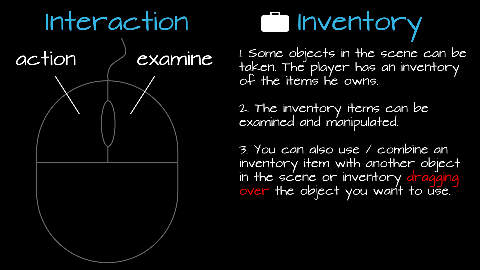 Interaction
action
examine
Inventory
1. Some objects in the scene can be
taken. The player has an inventory
of the items he owns.
2. The inventory items can be
examined and manipulated.
3. You can also use / combine an
inventory item with another object
in the scene or inventory dragging
over the object you want to use.